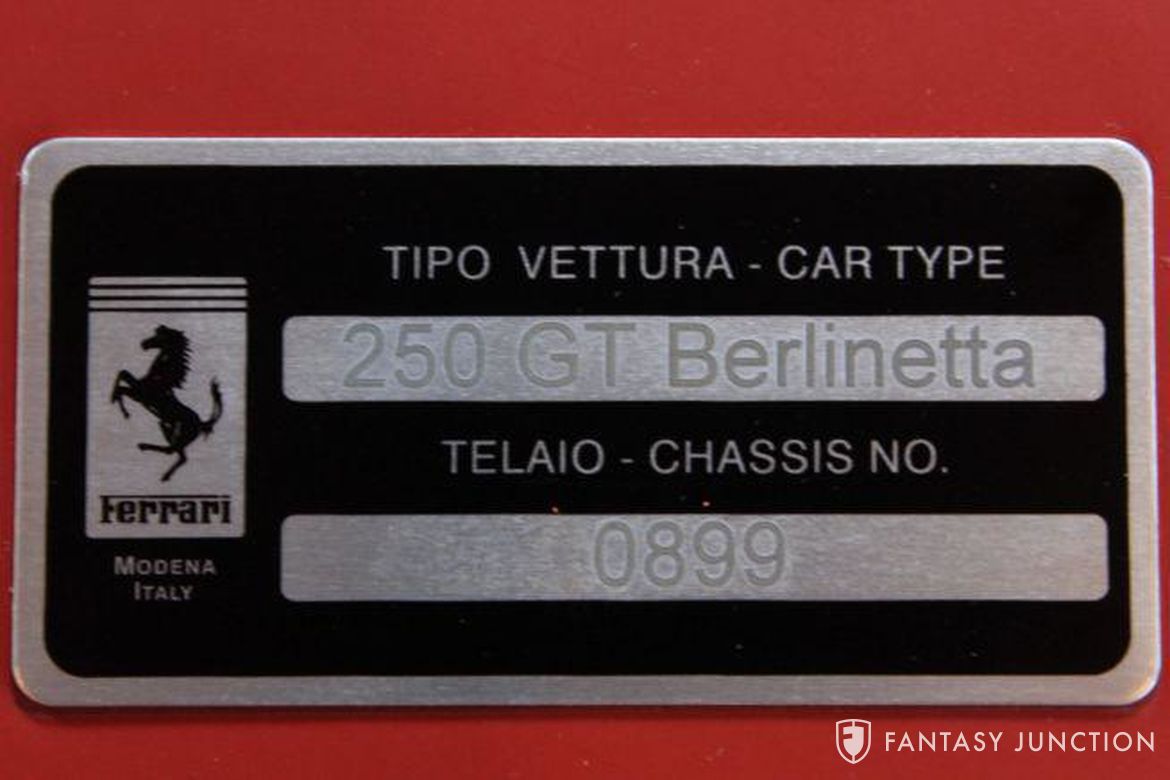 TIPO VETTURA - CAR TYPE
250 GT Berlinetta
TELAIO - CHASSIS NO.
0899
Ferrari
MODENA
ITALY
FANTASY JUNCTION